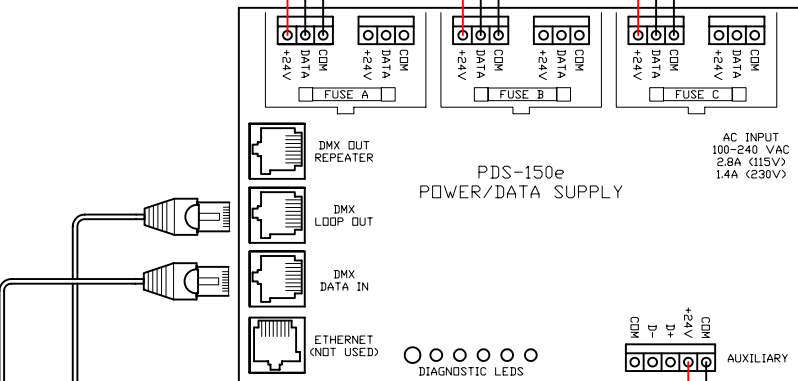 +24V DATA COM +24V DATA COM
FUSE A
+24V DATA COM +24V DATA COM
FUSE B
+24V DATA COM +24V DATA COM
FUSE C
AC INPUT
100-240 VAC
2.8A (115V)
1.4A (230V)
PDS-150e
POWER/DATA SUPPLY
DMX OUT
REPEATER
DMX
LOOP OUT
DMX
DATA IN
ETHERNET
(NOT USED)
DIAGNOSTIC LEDS
COM D- D+ +24V COM
AUXILIARY